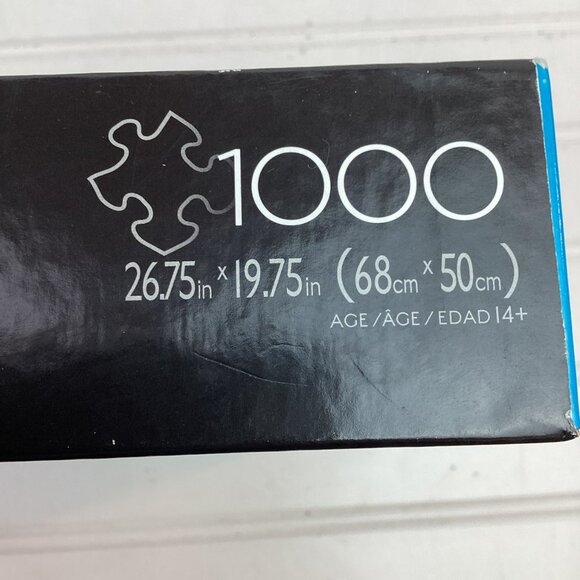 1000
26.75in x 19.75in (68cm x 50cm)
AGE / ÂGE / EDAD 14+